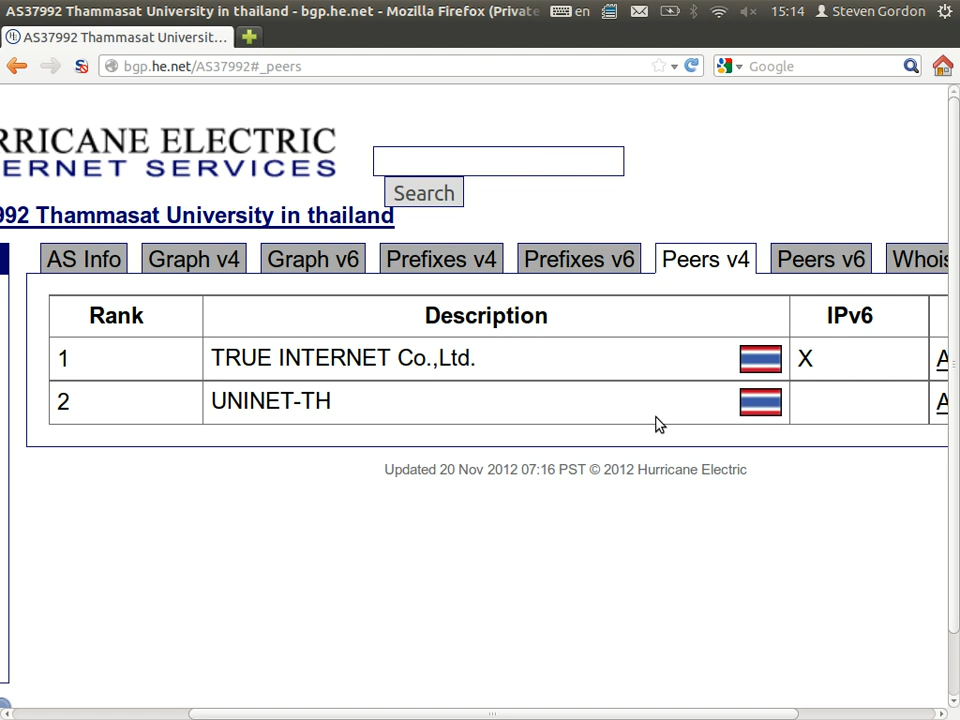 AS37992 Thammasat University in thailand - bgp.he.net - Mozilla Firefox (Private en 15:14 Steven Gordon
AS37992 Thammasat Universit...
bgp.he.net/AS37992#_peers Google
RRICANE ELECTRIC
ERNET SERVICES
Search
992 Thammasat University in thailand
AS Info Graph v4 Graph v6 Prefixes v4 Prefixes v6 Peers v4 Peers v6 Whois
Rank Description IPv6
1 TRUE INTERNET Co.,Ltd. X A
2 UNINET-TH A
Updated 20 Nov 2012 07:16 PST © 2012 Hurricane Electric